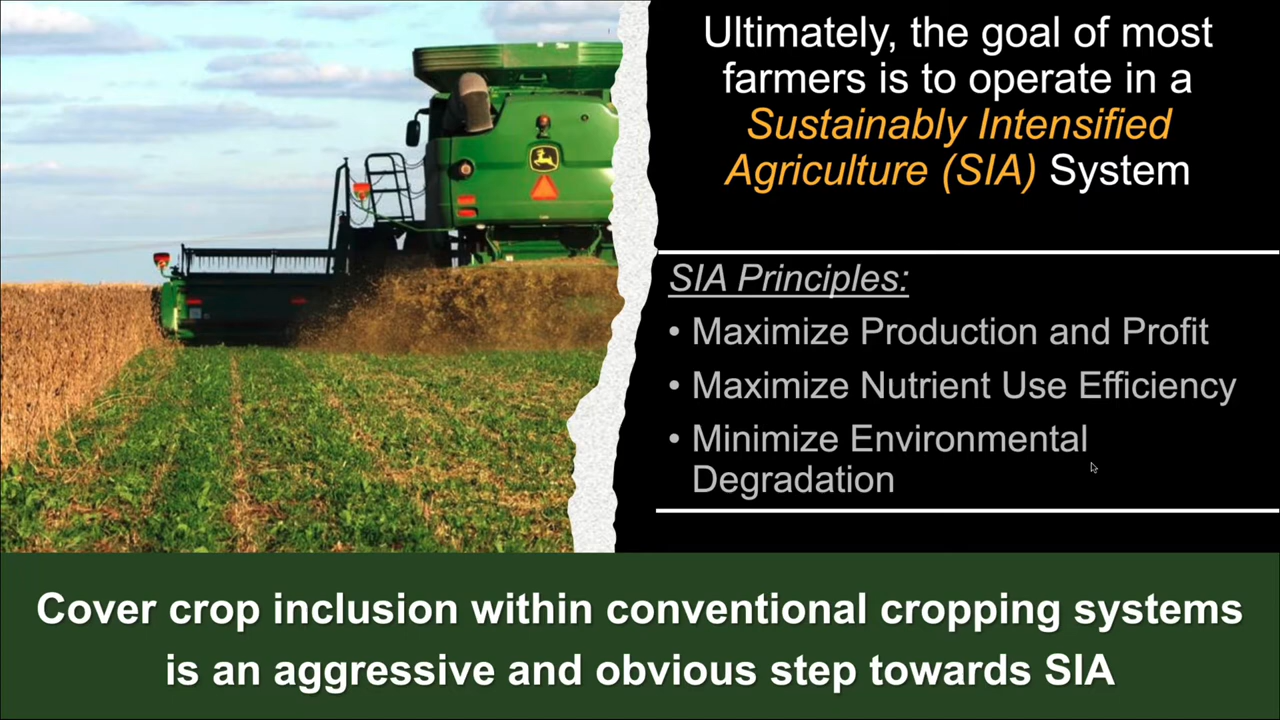 Ultimately, the goal of most
farmers is to operate in a
Sustainably Intensified
Agriculture (SIA) System
SIA Principles:
• Maximize Production and Profit
• Maximize Nutrient Use Efficiency
• Minimize Environmental
Degradation
Cover crop inclusion within conventional cropping systems
is an aggressive and obvious step towards SIA